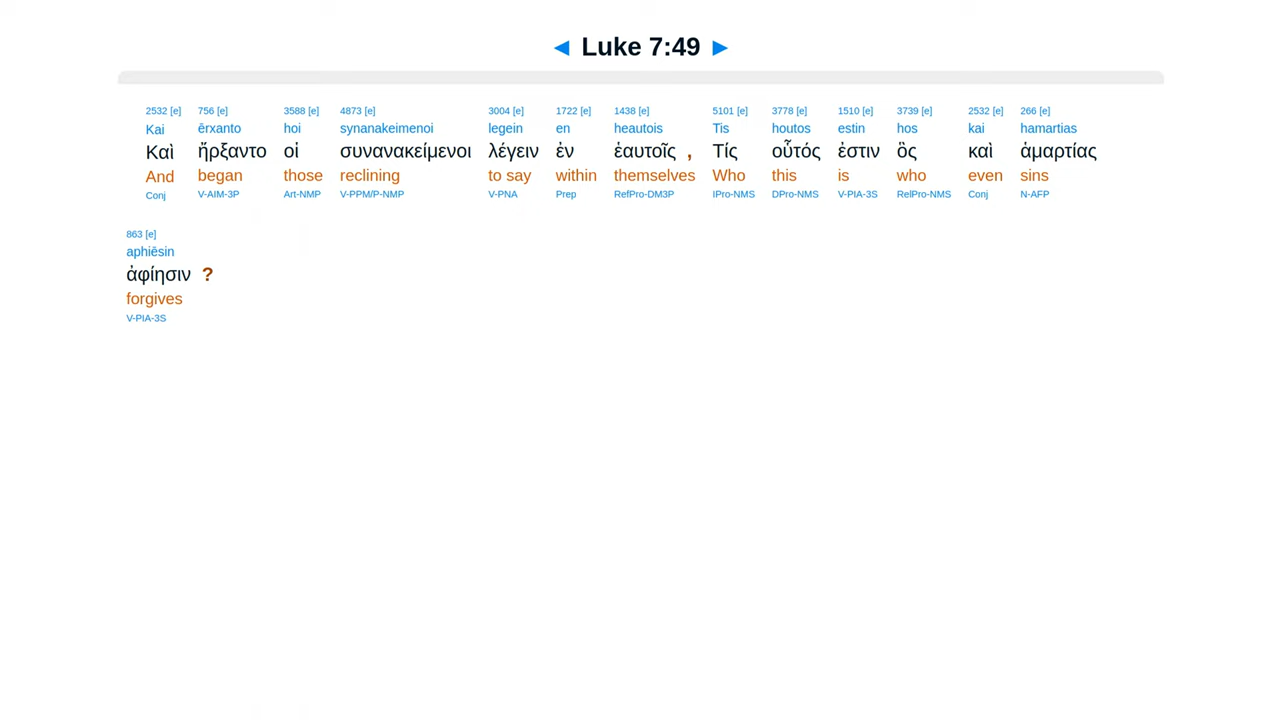 ◄ Luke 7:49 ►
2532 [e] 756 [e] 3588 [e] 4873 [e] 3004 [e] 1722 [e] 1438 [e] 5101 [e] 3778 [e] 1510 [e] 3739 [e] 2532 [e] 266 [e]
Kai ērxanto hoi synanakeimenoi legein en heautois Tis houtos estin hos kai hamartias
Καὶ ἤρξαντο οἱ συνανακείμενοι λέγειν ἐν ἑαυτοῖς , Τίς οὗτός ἐστιν ὃς καὶ ἁμαρτίας
And began those reclining to say within themselves Who this is who even sins
Conj V-AIM-3P Art-NMP V-PPM/P-NMP V-PNA Prep RefPro-DM3P IPro-NMS DPro-NMS V-PIA-3S RelPro-NMS Conj N-AFP
863 [e]
aphiēsin
ἀφίησιν ?
forgives
V-PIA-3S